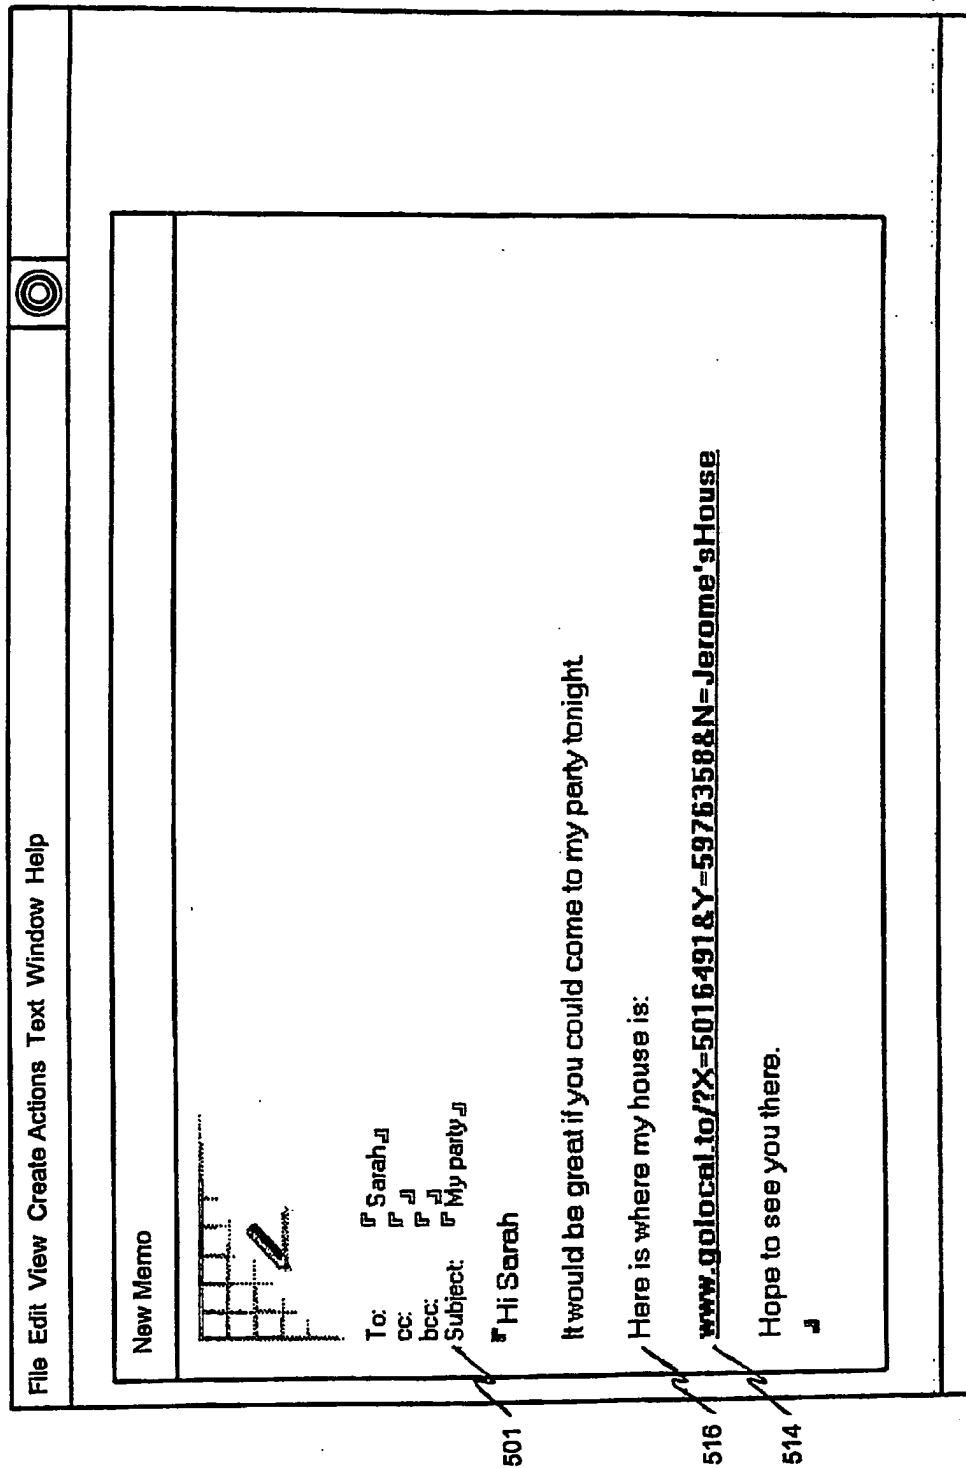 File Edit View Create Actions Text Window Help
New Memo
To: 『 Sarah 』
cc: 『 』
bcc: 『 』
Subject: 『 My party 』
『 Hi Sarah
It would be great if you could come to my party tonight.
Here is where my house is:
www.golocal.to/?X=5016491&Y=5976358&N=Jerome'sHouse
Hope to see you there.
』
501
516
514